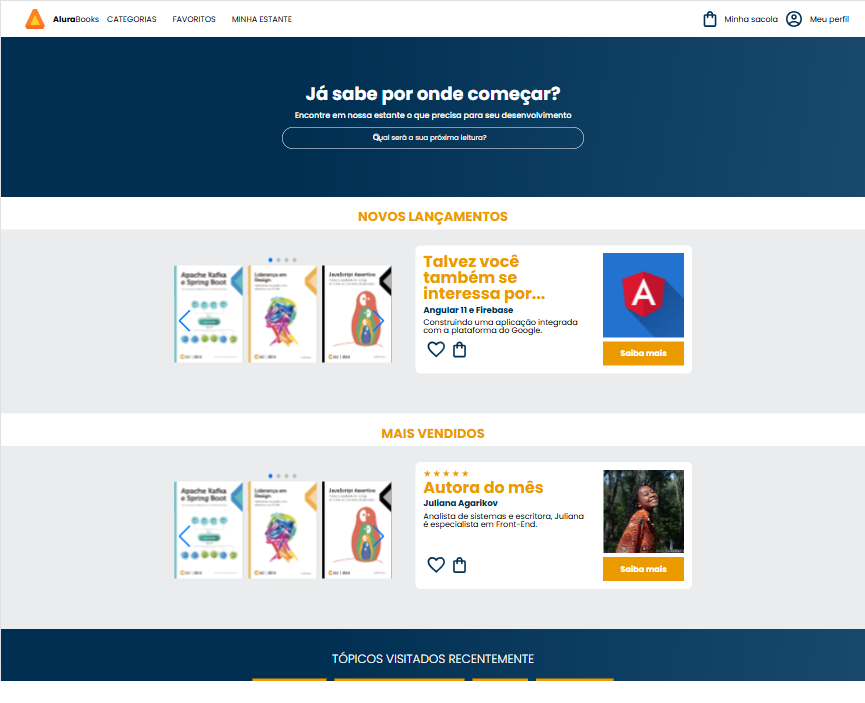 AluraBooks CATEGORIAS FAVORITOS MINHA ESTANTE Minha sacola Meu perfil
Já sabe por onde começar?
Encontre em nossa estante o que precisa para seu desenvolvimento
Qual será a sua próxima leitura?
NOVOS LANÇAMENTOS
Apache Kafka
e Spring Boot
Liderança em
Design
JavaScript Assertivo
Talvez você
também se
interessa por...
Angular 11 e Firebase
Construindo uma aplicação integrada
com a plataforma do Google.
Saiba mais
MAIS VENDIDOS
Apache Kafka
e Spring Boot
Liderança em
Design
JavaScript Assertivo
Autora do mês
Juliana Agarikov
Analista de sistemas e escritora, Juliana
é especialista em Front-End.
Saiba mais
TÓPICOS VISITADOS RECENTEMENTE